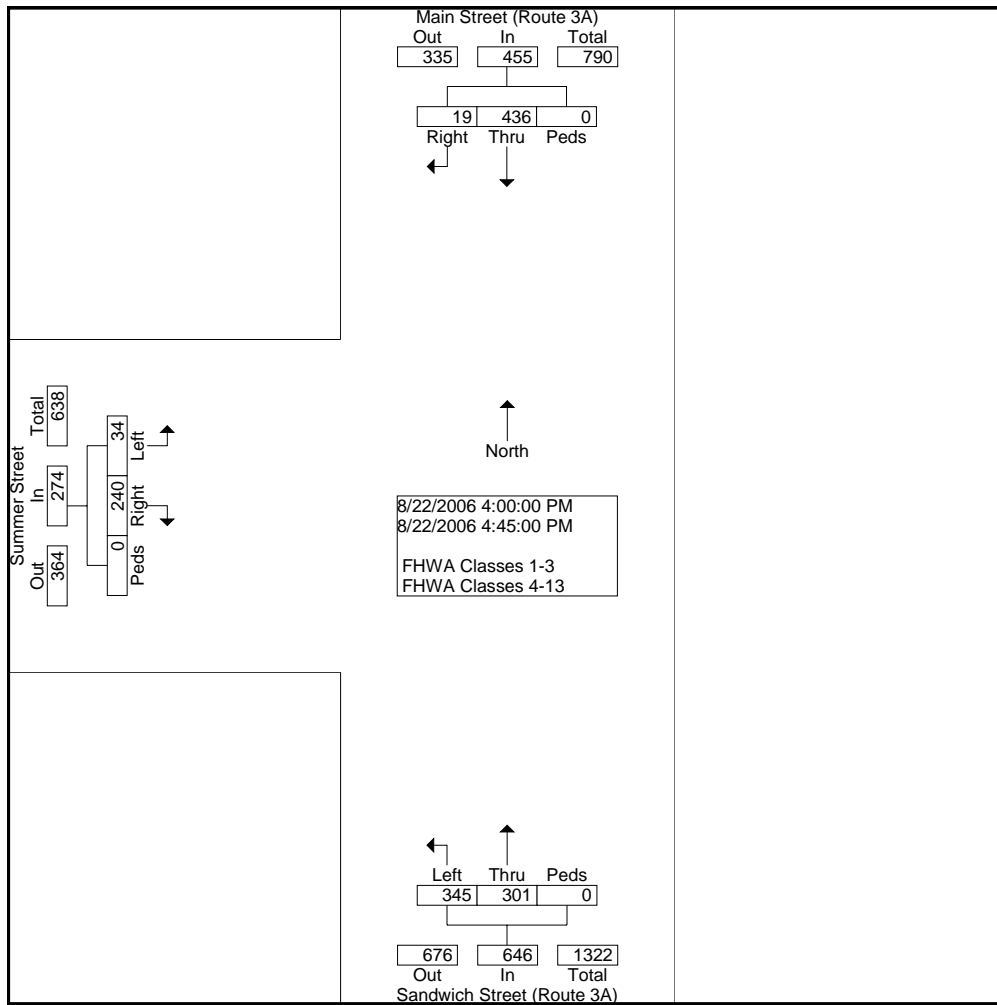 Main Street (Route 3A)
Out In Total
335 455 790
19 436 0
Right Thru Peds
Summer Street
Total In Out
638 274 364
34 240 0
Left Right Peds
North
8/22/2006 4:00:00 PM
8/22/2006 4:45:00 PM
FHWA Classes 1-3
FHWA Classes 4-13
Left Thru Peds
345 301 0
676 646 1322
Out In Total
Sandwich Street (Route 3A)